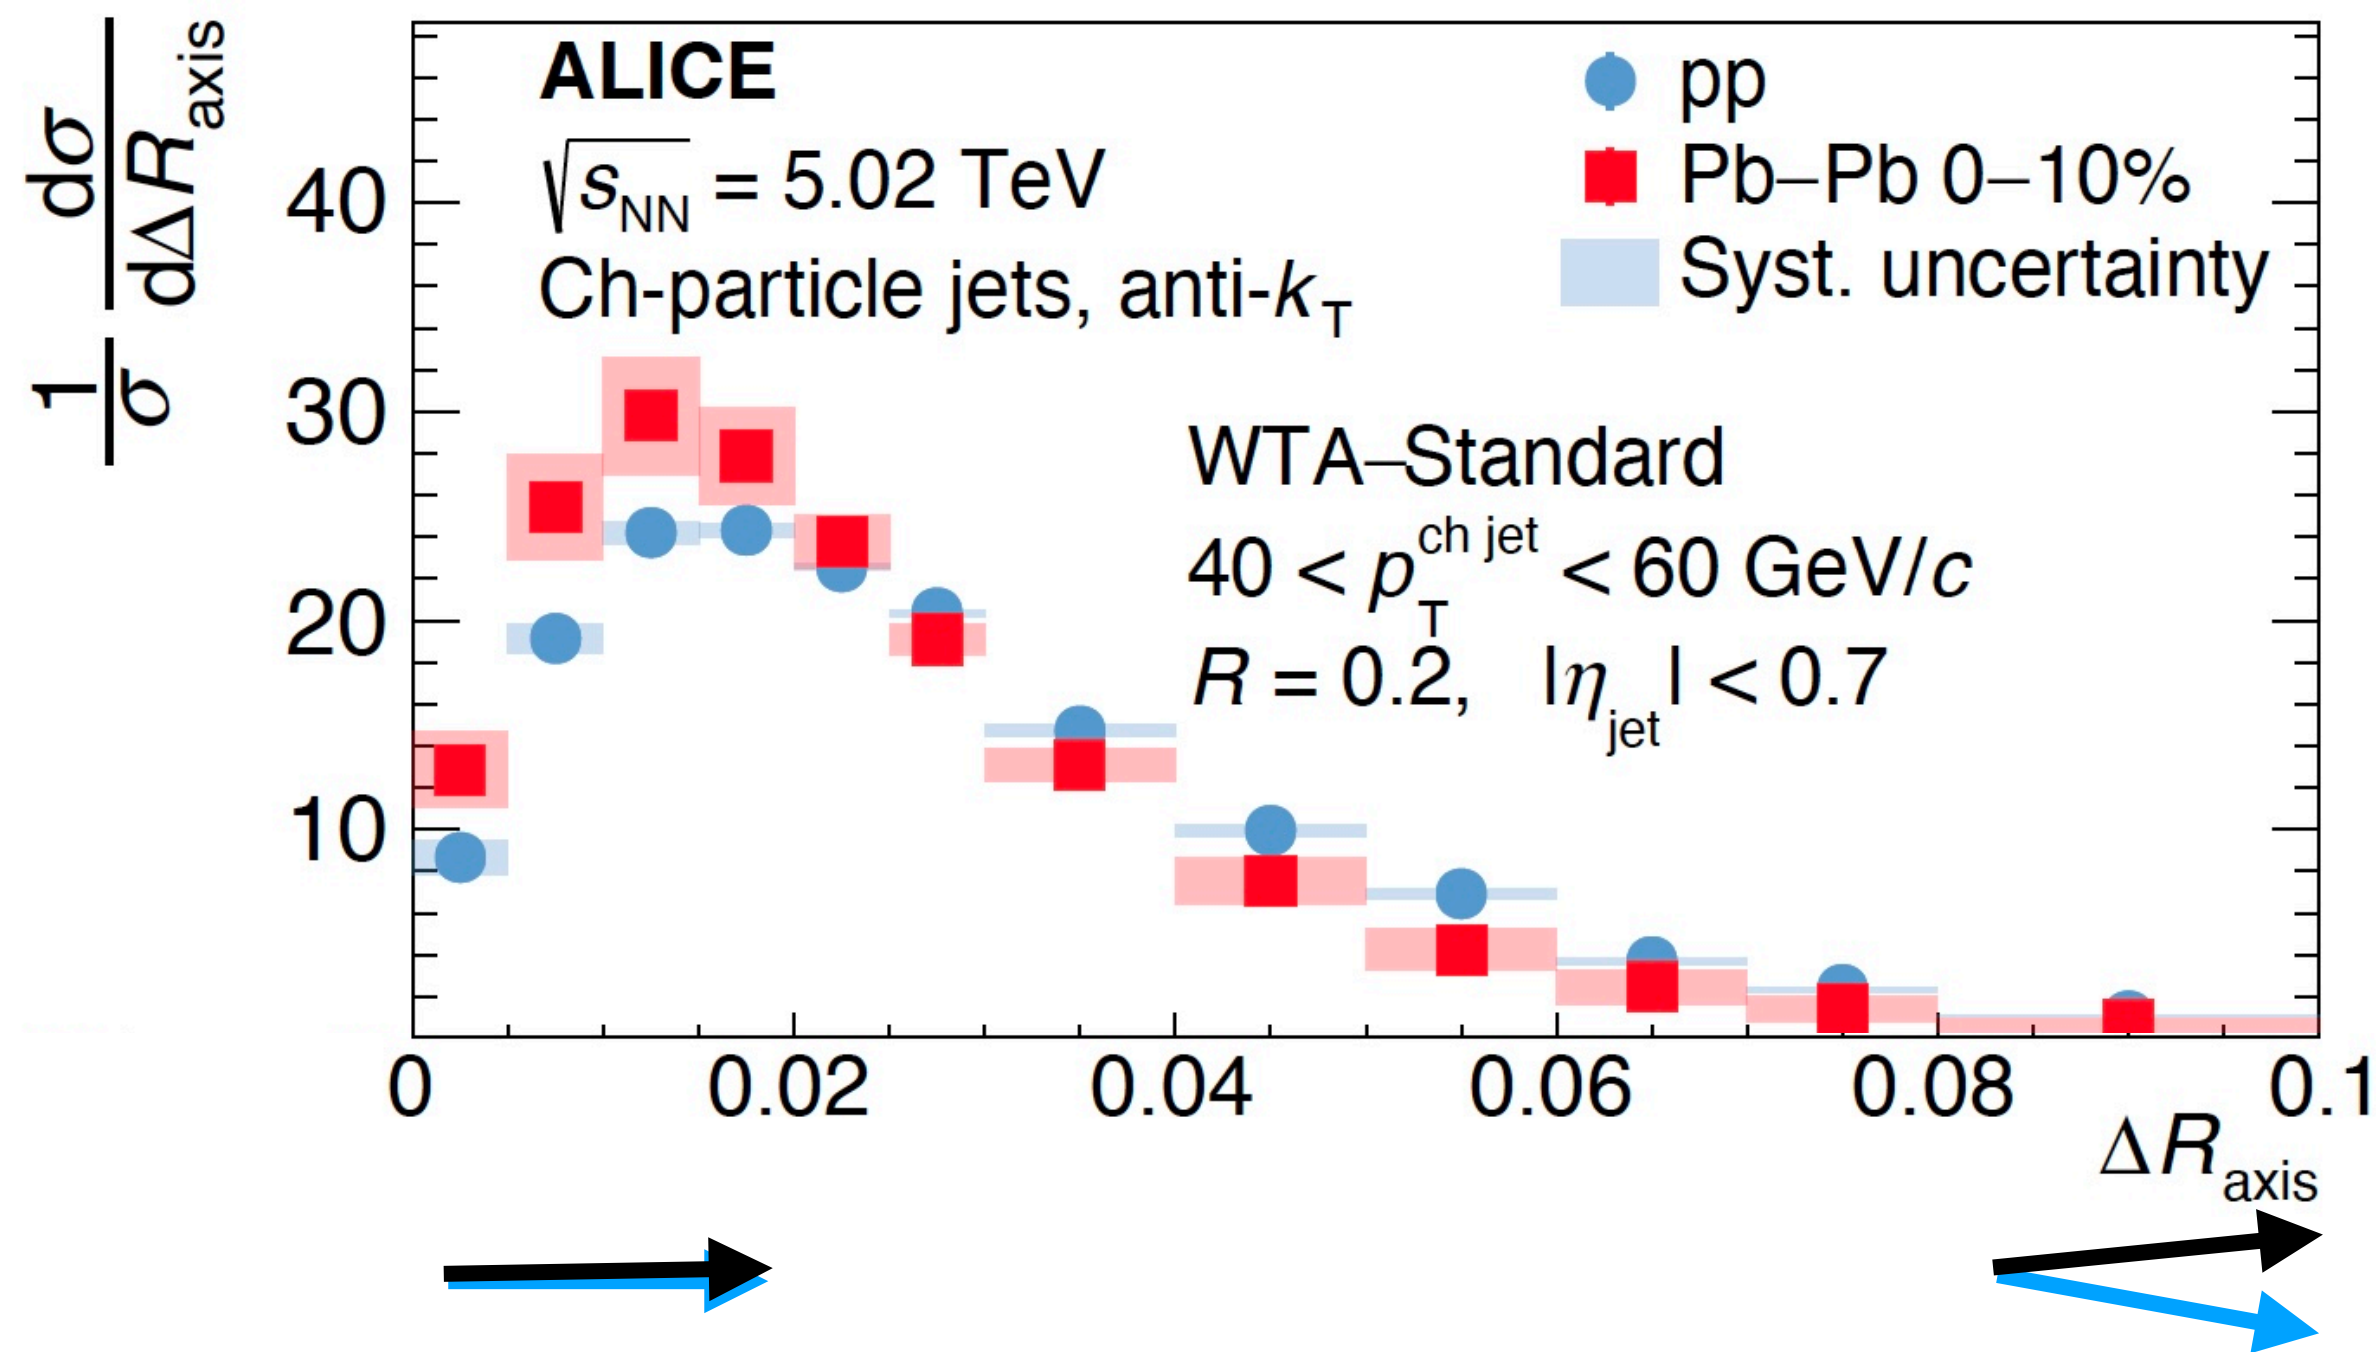 1/σ dσ/dΔR_axis
ALICE
√s_NN = 5.02 TeV
Ch-particle jets, anti-k_T
pp
Pb–Pb 0–10%
Syst. uncertainty
WTA–Standard
40 < p_T^ch jet < 60 GeV/c
R = 0.2, |η_jet| < 0.7
40
30
20
10
0 0.02 0.04 0.06 0.08 0.1
ΔR_axis